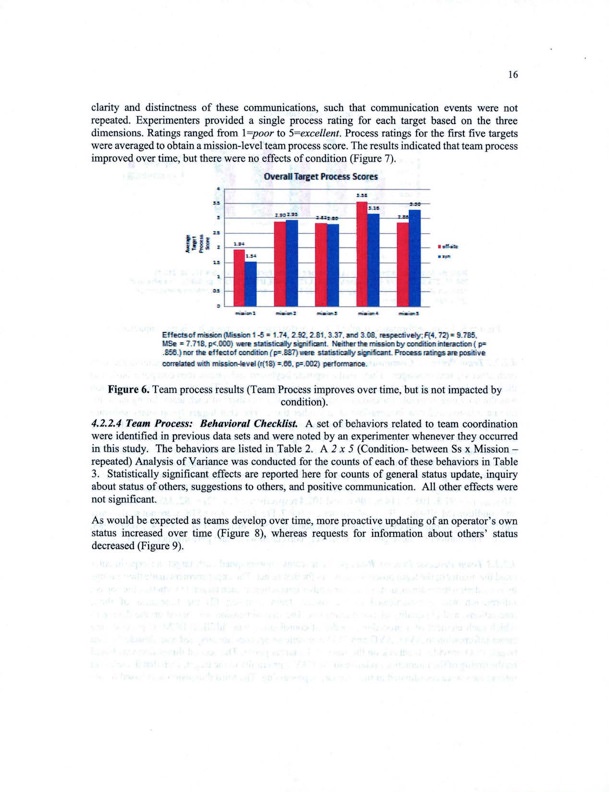 16
clarity and distinctness of these communications, such that communication events were not
repeated. Experimenters provided a single process rating for each target based on the three
dimensions. Ratings ranged from 1=poor to 5=excellent. Process ratings for the first five targets
were averaged to obtain a mission-level team process score. The results indicated that team process
improved over time, but there were no effects of condition (Figure 7).
Overall Target Process Scores
4
3.5
3
2.5
2
1.5
1
0.5
0
Average
Target
Process
Score
1.94
1.54
2.90 2.93
3.58
3.16
mission 1
mission 2
mission 3
mission 4
mission 5
off-site
syn
Effects of mission (Mission 1 -5 = 1.74, 2.92, 2.81, 3.37, and 3.08, respectively; F(4, 72) = 9.785,
MSe = 7.718, p<.000) were statistically significant. Neither the mission by condition interaction ( p=
.856.) nor the effect of condition ( p=.887) were statistically significant. Process ratings are positive
correlated with mission-level (r(18) =.66, p=.002) performance.
Figure 6. Team process results (Team Process improves over time, but is not impacted by
condition).
4.2.2.4 Team Process: Behavioral Checklist. A set of behaviors related to team coordination
were identified in previous data sets and were noted by an experimenter whenever they occurred
in this study. The behaviors are listed in Table 2. A 2 x 5 (Condition- between Ss x Mission –
repeated) Analysis of Variance was conducted for the counts of each of these behaviors in Table
3. Statistically significant effects are reported here for counts of general status update, inquiry
about status of others, suggestions to others, and positive communication. All other effects were
not significant.
As would be expected as teams develop over time, more proactive updating of an operator's own
status increased over time (Figure 8), whereas requests for information about others' status
decreased (Figure 9).